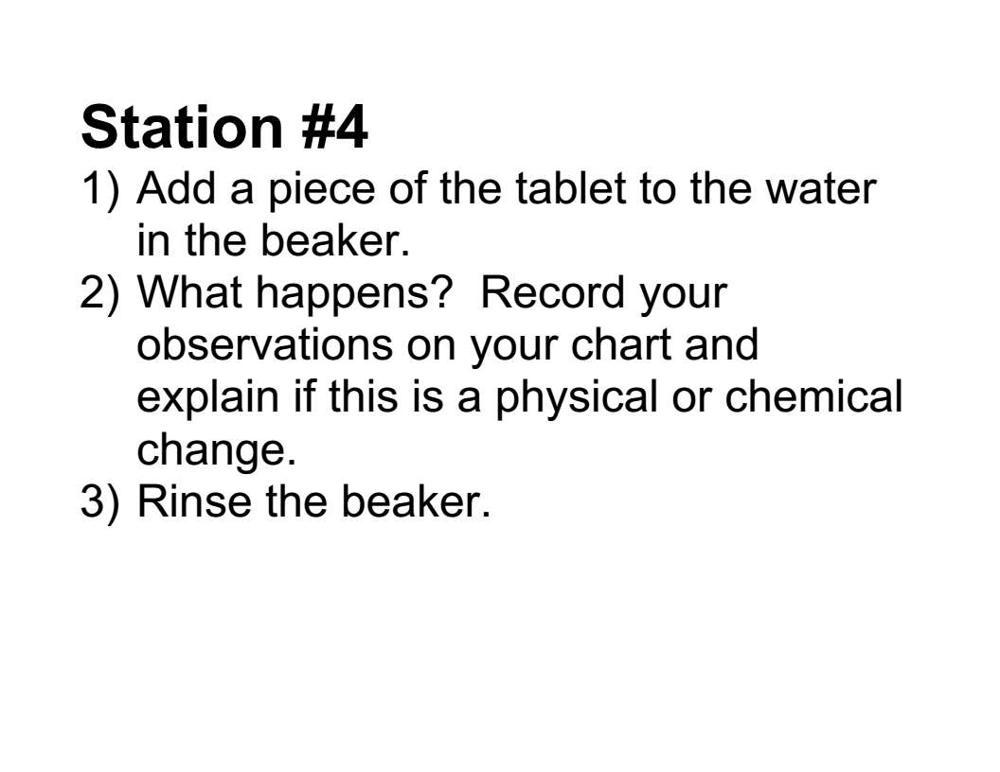 Station #4
1) Add a piece of the tablet to the water
in the beaker.
2) What happens?  Record your
observations on your chart and
explain if this is a physical or chemical
change.
3) Rinse the beaker.